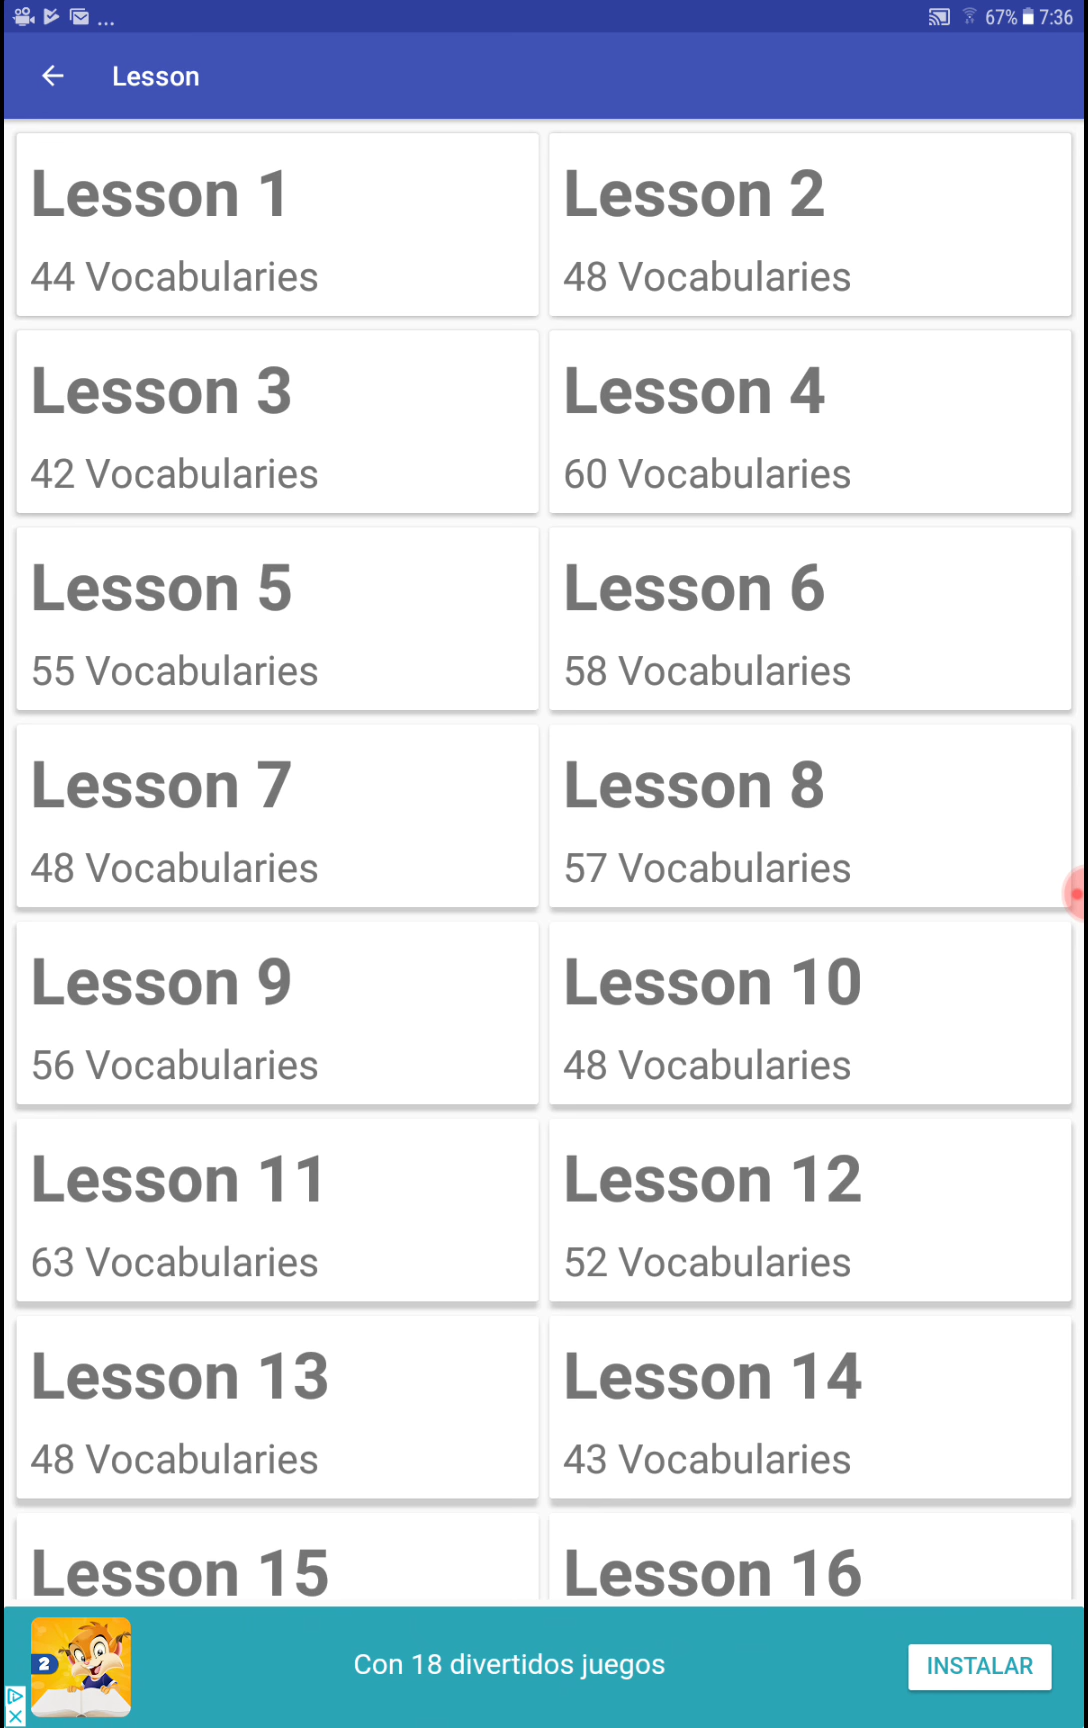 ... 67% 7:36
Lesson
Lesson 1
44 Vocabularies
Lesson 2
48 Vocabularies
Lesson 3
42 Vocabularies
Lesson 4
60 Vocabularies
Lesson 5
55 Vocabularies
Lesson 6
58 Vocabularies
Lesson 7
48 Vocabularies
Lesson 8
57 Vocabularies
Lesson 9
56 Vocabularies
Lesson 10
48 Vocabularies
Lesson 11
63 Vocabularies
Lesson 12
52 Vocabularies
Lesson 13
48 Vocabularies
Lesson 14
43 Vocabularies
Lesson 15
Lesson 16
2
Con 18 divertidos juegos
INSTALAR